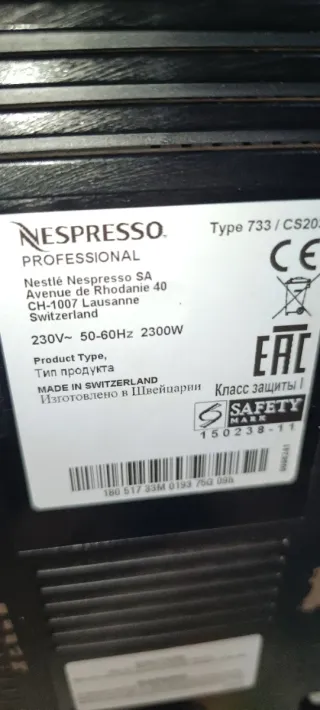 NESPRESSO.
PROFESSIONAL
Type 733 / CS20
Nestlé Nespresso SA
Avenue de Rhodanie 40
CH-1007 Lausanne
Switzerland
CE
230V~ 50-60Hz 2300W
EAC
Product Type,
Тип продукта
MADE IN SWITZERLAND
Изготовлено в Швейцарии
Класс защиты I
S SAFETY
MARK
150238-11